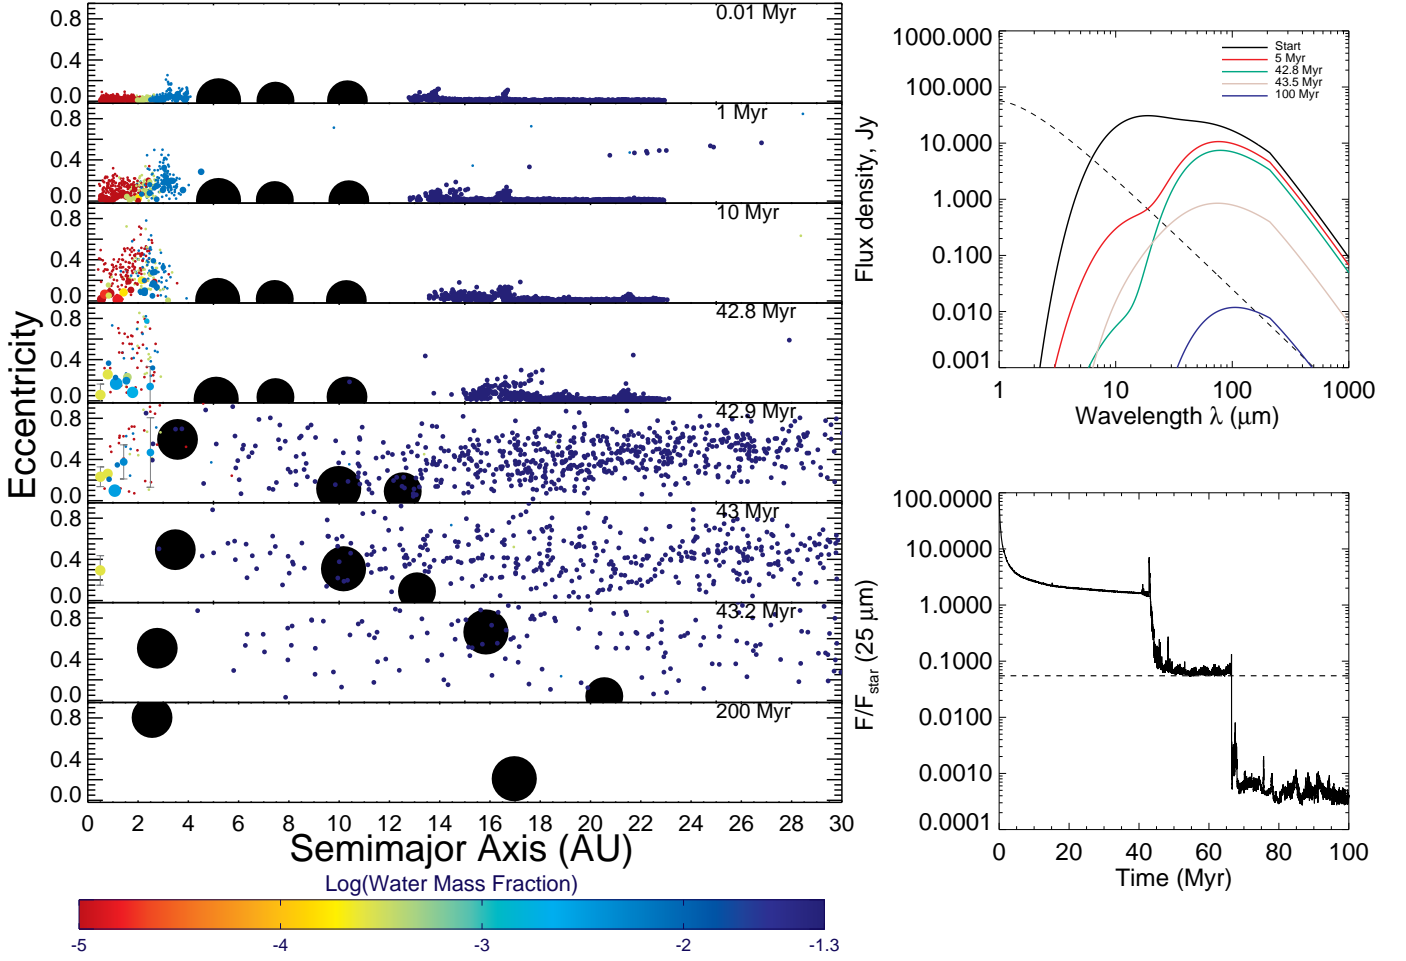 0.01 Myr
0.8
0.4
0.0
1 Myr
0.8
0.4
0.0
10 Myr
0.8
0.4
0.0
42.8 Myr
0.8
0.4
0.0
42.9 Myr
0.8
0.4
0.0
43 Myr
0.8
0.4
0.0
43.2 Myr
0.8
0.4
0.0
200 Myr
0.8
0.4
0.0
Eccentricity
0 2 4 6 8 10 12 14 16 18 20 22 24 26 28 30
Semimajor Axis (AU)
Log(Water Mass Fraction)
-5 -4 -3 -2 -1.3
1000.000
100.000
10.000
1.000
0.100
0.010
0.001
Flux density, Jy
Start
5 Myr
42.8 Myr
43.5 Myr
100 Myr
1 10 100 1000
Wavelength λ (μm)
100.0000
10.0000
1.0000
0.1000
0.0100
0.0010
0.0001
F/Fstar (25 μm)
0 20 40 60 80 100
Time (Myr)